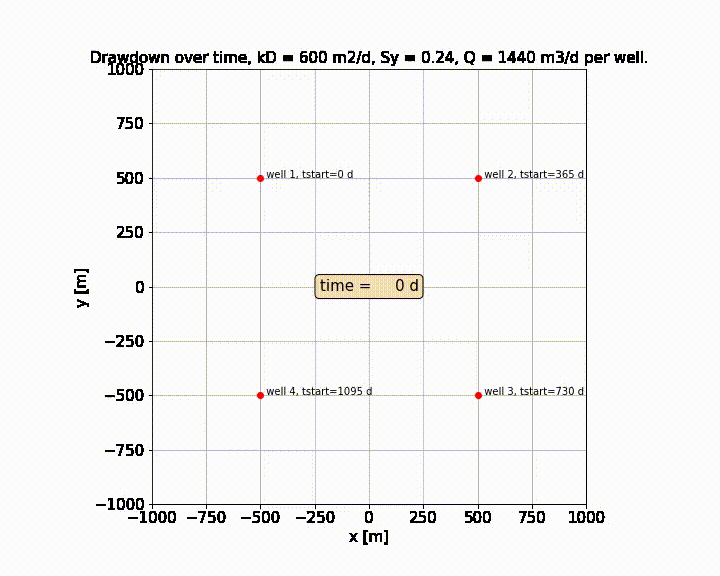 Drawdown over time, kD = 600 m2/d, Sy = 0.24, Q = 1440 m3/d per well.
1000
750
500
250
0
−250
−500
−750
−1000
y [m]
well 1, tstart=0 d
well 2, tstart=365 d
time = 0 d
well 4, tstart=1095 d
well 3, tstart=730 d
−1000 −750 −500 −250 0 250 500 750 1000
x [m]